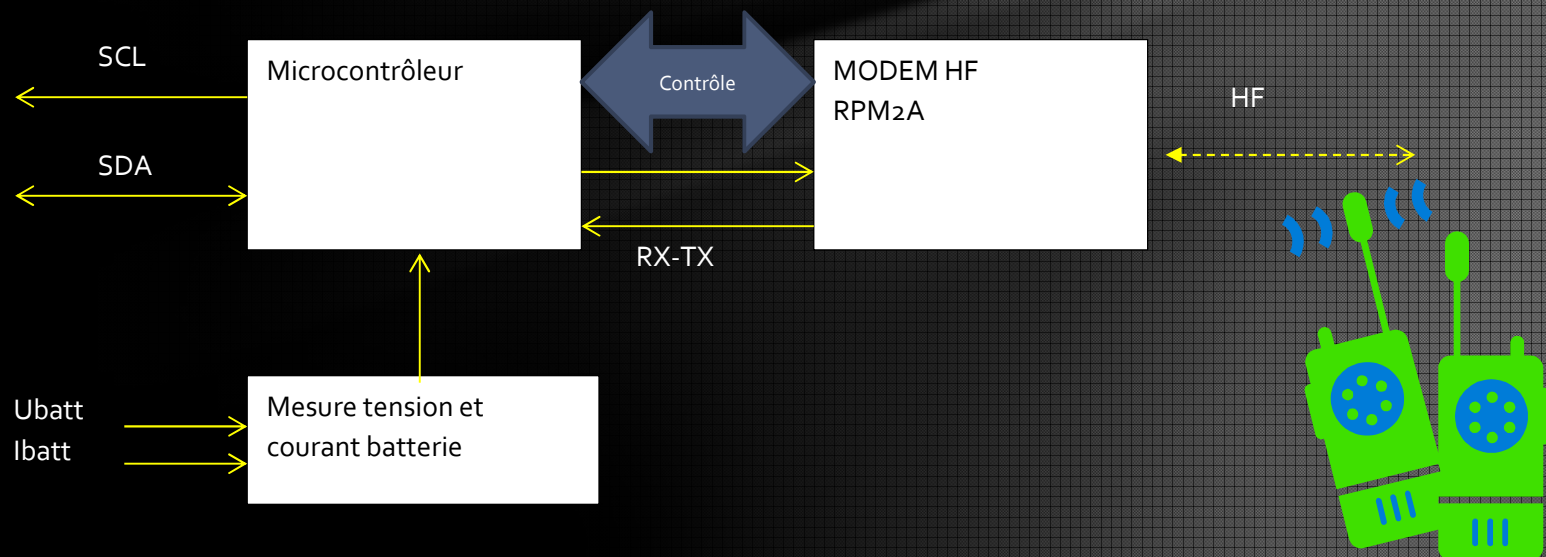 SCL
SDA
Microcontrôleur
Contrôle
MODEM HF
RPM2A
HF
RX-TX
Ubatt
Ibatt
Mesure tension et
courant batterie